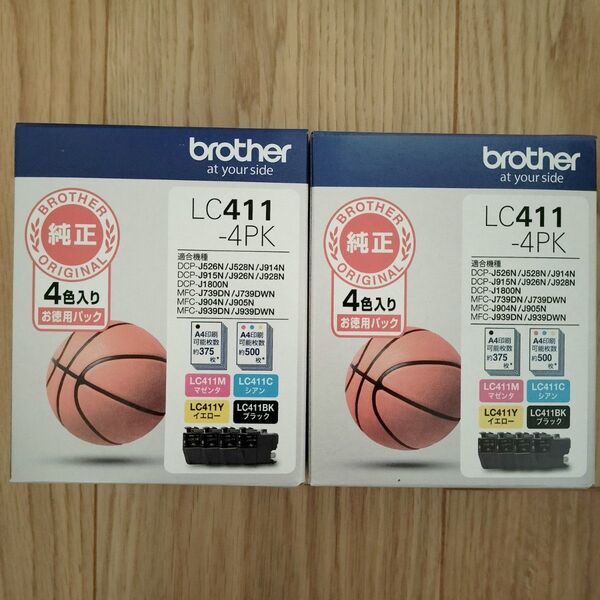 brother
at your side
BROTHER
純正
ORIGINAL
4色入り
お徳用パック
LC411
-4PK
適合機種
DCP-J526N/J528N/J914N
DCP-J915N/J926N/J928N
DCP-J1800N
MFC-J739DN/J739DWN
MFC-J904N/J905N
MFC-J939DN/J939DWN
A4印刷
可能枚数
約375
枚*
A4印刷
可能枚数
約500
枚*
LC411M
マゼンタ
LC411C
シアン
LC411Y
イエロー
LC411BK
ブラック
brother
at your side
BROTHER
純正
ORIGINAL
4色入り
お徳用パック
LC411
-4PK
適合機種
DCP-J526N/J528N/J914N
DCP-J915N/J926N/J928N
DCP-J1800N
MFC-J739DN/J739DWN
MFC-J904N/J905N
MFC-J939DN/J939DWN
A4印刷
可能枚数
約375
枚*
A4印刷
可能枚数
約500
枚*
LC411M
マゼンタ
LC411C
シアン
LC411Y
イエロー
LC411BK
ブラック